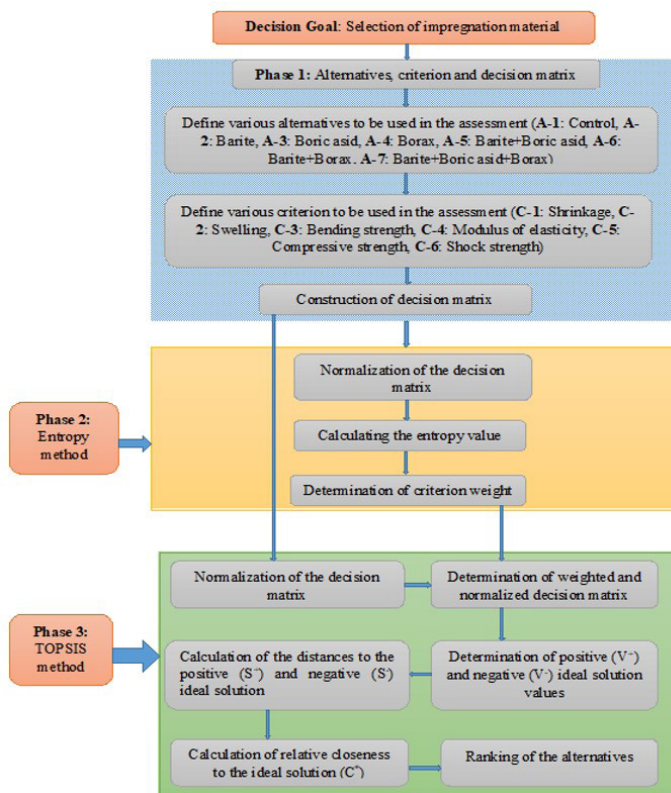 Decision Goal: Selection of impregnation material
Phase 1: Alternatives, criterion and decision matrix
Define various alternatives to be used in the assessment (A-1: Control, A-
2: Barite, A-3: Boric asid, A-4: Borax, A-5: Barite+Boric asid, A-6:
Barite+Borax, A-7: Barite+Boric asid+Borax)
Define various criterion to be used in the assessment (C-1: Shrinkage, C-
2: Swelling, C-3: Bending strength, C-4: Modulus of elasticity, C-5:
Compressive strength, C-6: Shock strength)
Construction of decision matrix
Phase 2:
Entropy
method
Normalization of the decision
matrix
Calculating the entropy value
Determination of criterion weight
Phase 3:
TOPSIS
method
Normalization of the decision
matrix
Determination of weighted and
normalized decision matrix
Calculation of the distances to the
positive (S⁺) and negative (S⁻)
ideal solution
Determination of positive (V⁺)
and negative (V⁻) ideal solution
values
Calculation of relative closeness
to the ideal solution (C⁺)
Ranking of the alternatives